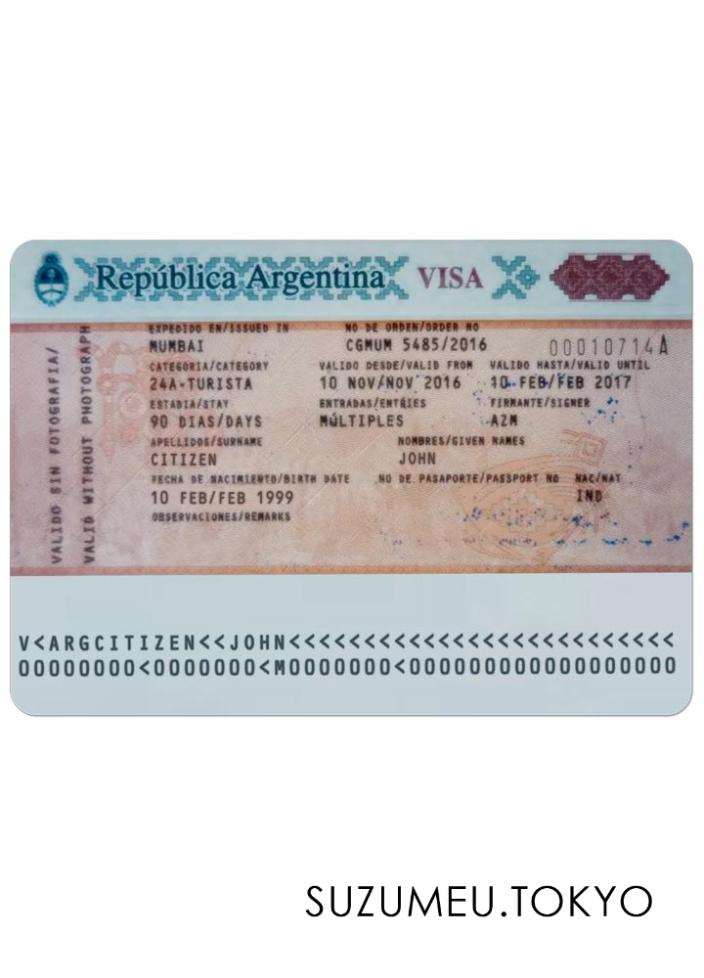 República Argentina VISA
VALIDO SIN FOTOGRAFIA/
VALID WITHOUT PHOTOGRAPH
EXPEDIDO EN/ISSUED IN NO DE ORDEN/ORDER NO
MUMBAI CGMUM 5485/2016 00010714A
CATEGORIA/CATEGORY VALIDO DESDE/VALID FROM VALIDO HASTA/VALID UNTIL
24A-TURISTA 10 NOV/NOV 2016 10 FEB/FEB 2017
ESTADIA/STAY ENTRADAS/ENTRIES FIRMANTE/SIGNER
90 DIAS/DAYS MúLTIPLES AZM
APELLIDOS/SURNAME NOMBRES/GIVEN NAMES
CITIZEN JOHN
FECHA DE NACIMIENTO/BIRTH DATE NO DE PASAPORTE/PASSPORT NO NAC/NAT
10 FEB/FEB 1999 IND
OBSERVACIONES/REMARKS
V<ARGCITIZEN<<JOHN<<<<<<<<<<<<<<<<<<<<<<<<<<
00000000<0000000<M0000000<000000000000000000
SUZUMEU.TOKYO